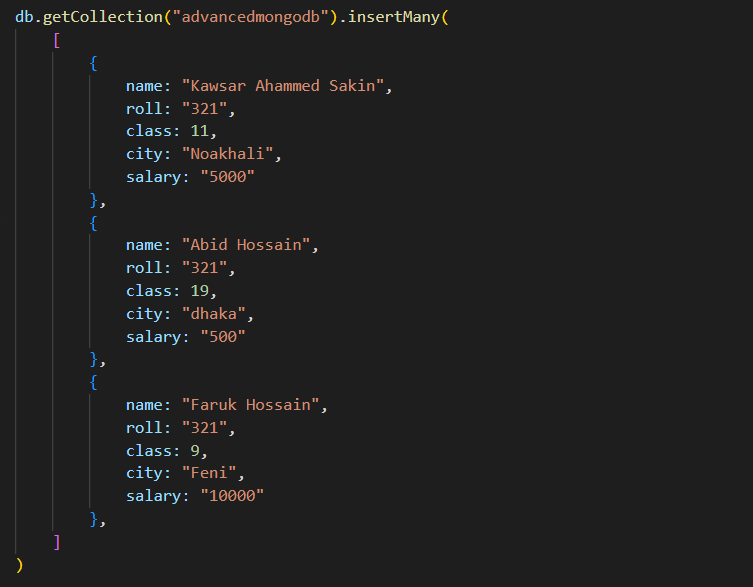 db.getCollection("advancedmongodb").insertMany(
[
{
name: "Kawsar Ahammed Sakin",
roll: "321",
class: 11,
city: "Noakhali",
salary: "5000"
},
{
name: "Abid Hossain",
roll: "321",
class: 19,
city: "dhaka",
salary: "500"
},
{
name: "Faruk Hossain",
roll: "321",
class: 9,
city: "Feni",
salary: "10000"
},
]
)